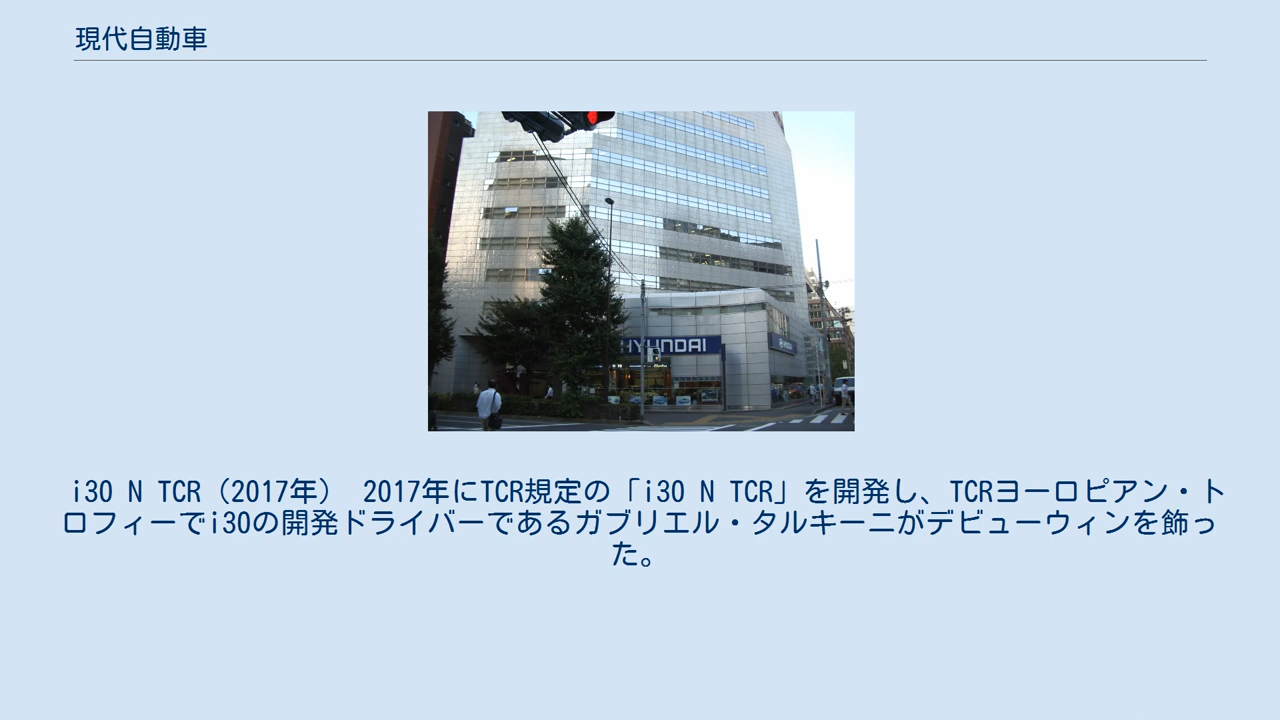 現代自動車
HYUNDAI
i30 N TCR（2017年） 2017年にTCR規定の「i30 N TCR」を開発し、TCRヨーロピアン・ト
ロフィーでi30の開発ドライバーであるガブリエル・タルキーニがデビューウィンを飾っ
た。